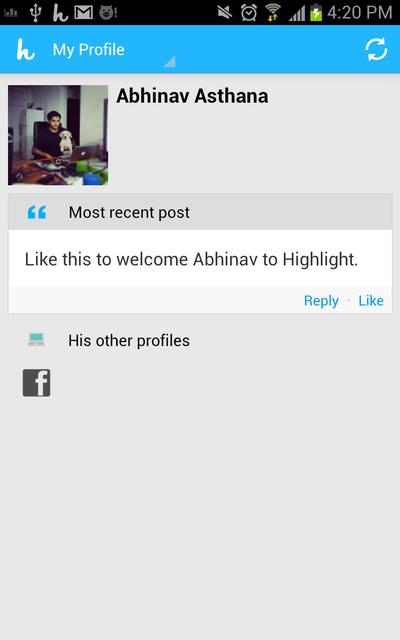 4:20 PM
h My Profile
Abhinav Asthana
Most recent post
Like this to welcome Abhinav to Highlight.
Reply · Like
His other profiles
f